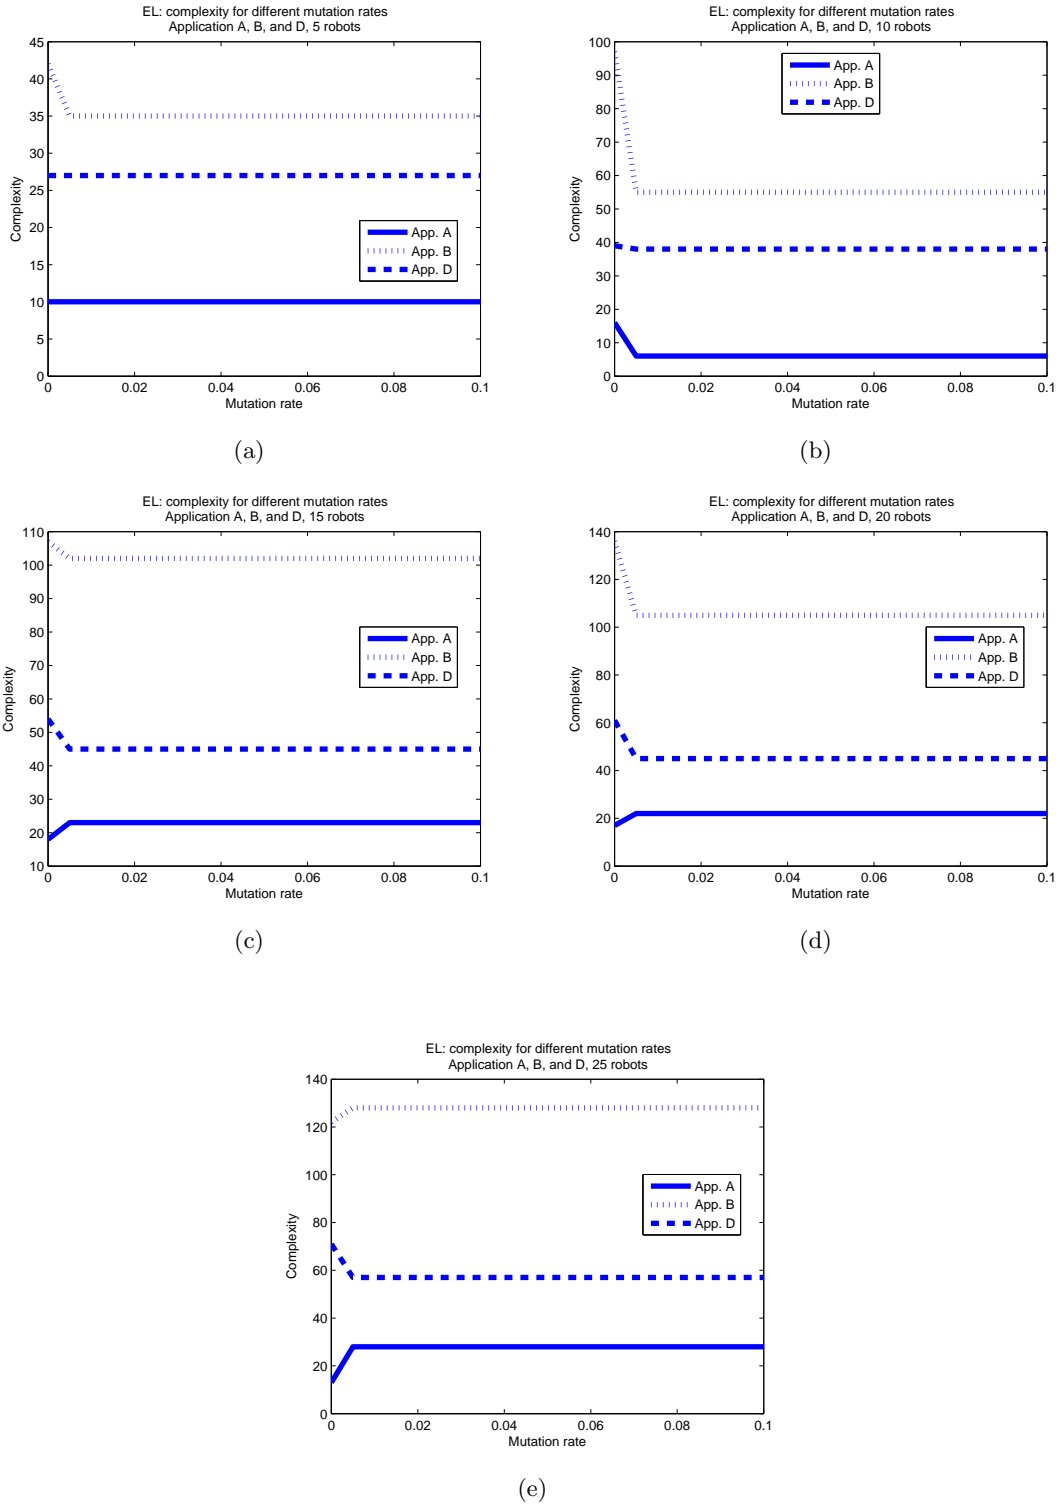 EL: complexity for different mutation rates
Application A, B, and D, 5 robots
45
40
35
30
25
20
15
10
5
0
Complexity
App. A
App. B
App. D
0 0.02 0.04 0.06 0.08 0.1
Mutation rate
(a)
EL: complexity for different mutation rates
Application A, B, and D, 10 robots
100
90
80
70
60
50
40
30
20
10
0
Complexity
App. A
App. B
App. D
0 0.02 0.04 0.06 0.08 0.1
Mutation rate
(b)
EL: complexity for different mutation rates
Application A, B, and D, 15 robots
110
100
90
80
70
60
50
40
30
20
10
Complexity
App. A
App. B
App. D
0 0.02 0.04 0.06 0.08 0.1
Mutation rate
(c)
EL: complexity for different mutation rates
Application A, B, and D, 20 robots
140
120
100
80
60
40
20
0
Complexity
App. A
App. B
App. D
0 0.02 0.04 0.06 0.08 0.1
Mutation rate
(d)
EL: complexity for different mutation rates
Application A, B, and D, 25 robots
140
120
100
80
60
40
20
0
Complexity
App. A
App. B
App. D
0 0.02 0.04 0.06 0.08 0.1
Mutation rate
(e)